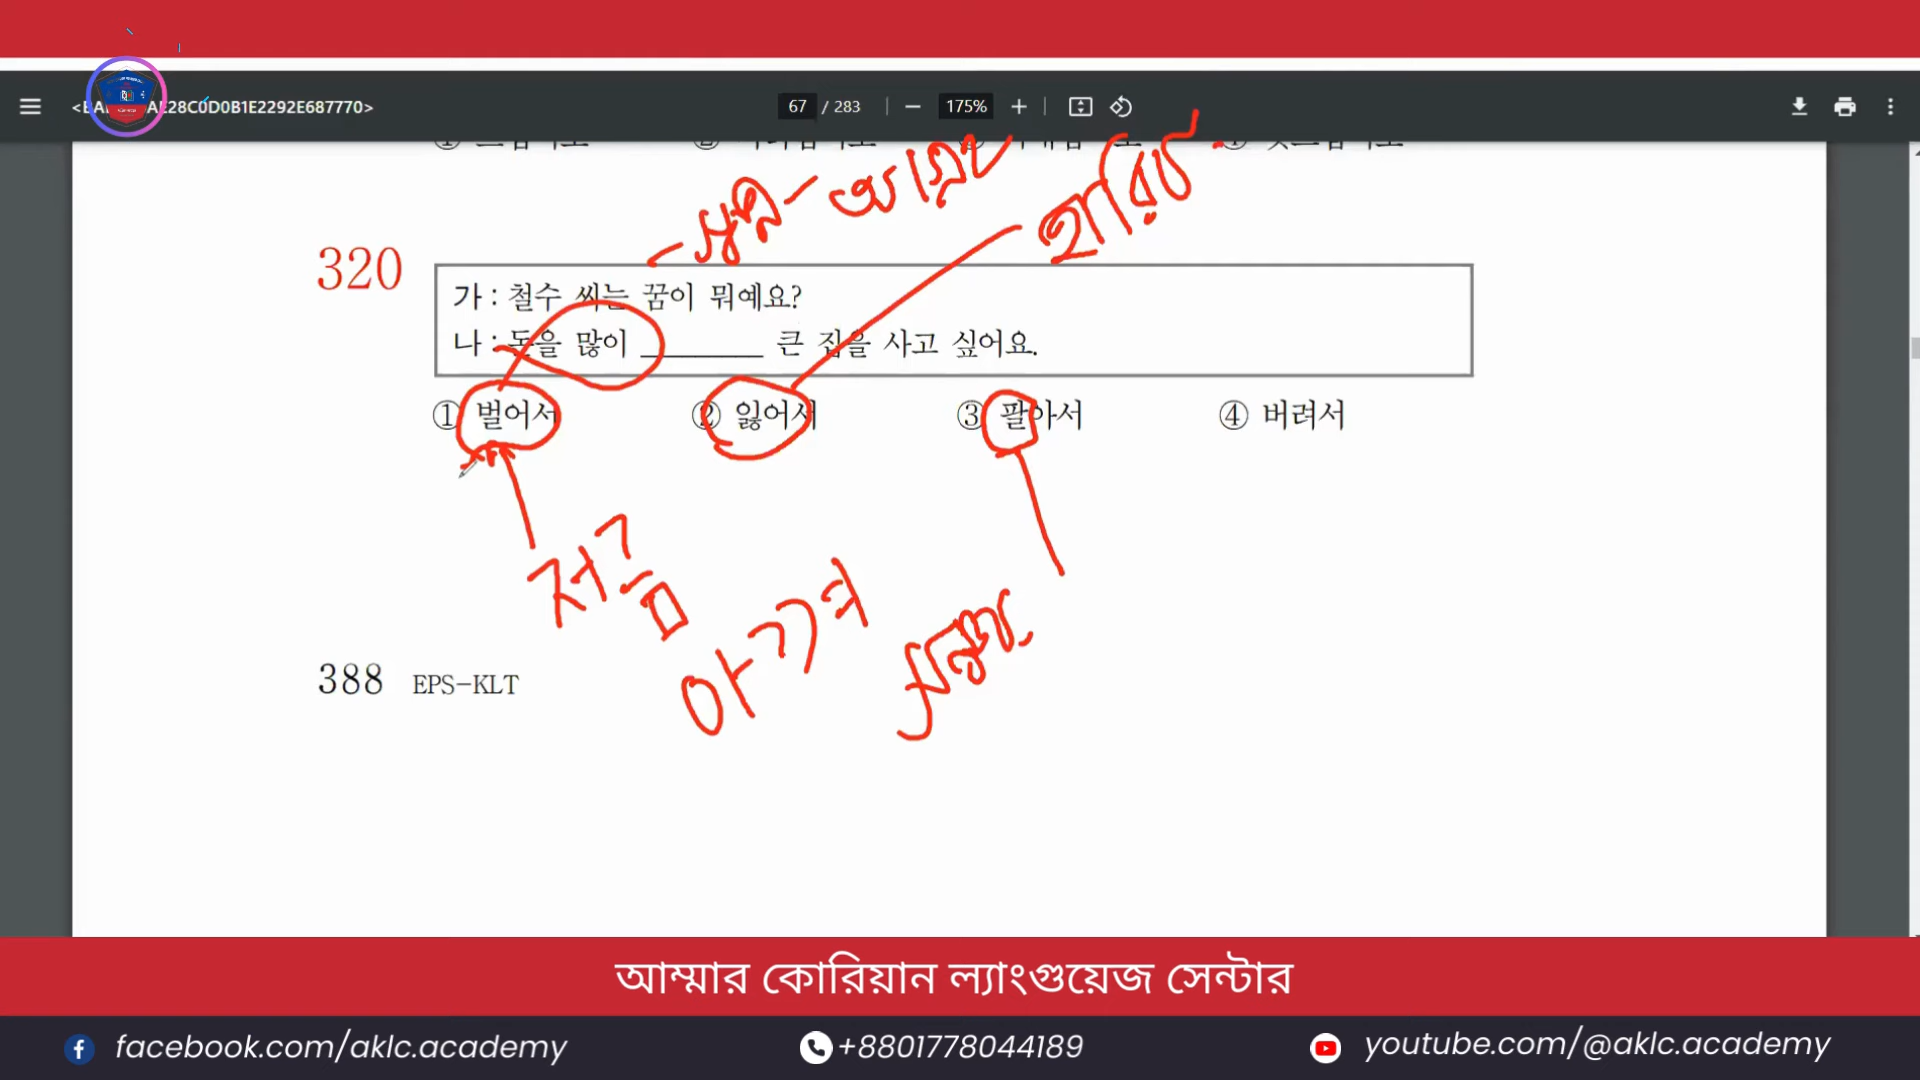 67 / 283 175%
320
가 : 철수 씨는 꿈이 뭐예요?
나 : 돈을 많이 ________ 큰 집을 사고 싶어요.
① 벌어서 ② 잃어서 ③ 팔아서 ④ 버려서
저금
388 EPS-KLT
আম্মার কোরিয়ান ল্যাংগুয়েজ সেন্টার
facebook.com/aklc.academy +8801778044189 youtube.com/@aklc.academy